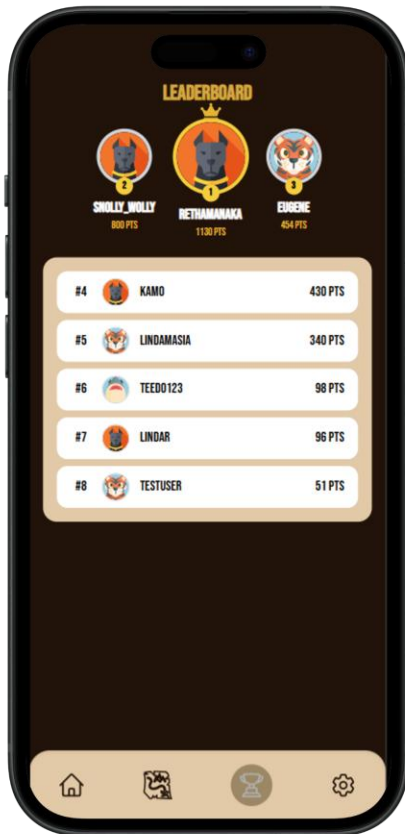 LEADERBOARD
2
1
3
SNOLLY_WOLLY
RETHAMANAKA
EUGENE
800 PTS
1130 PTS
454 PTS
#4 KAMO 430 PTS
#5 LINDAMASIA 340 PTS
#6 TEEDO123 98 PTS
#7 LINDAR 96 PTS
#8 TESTUSER 51 PTS